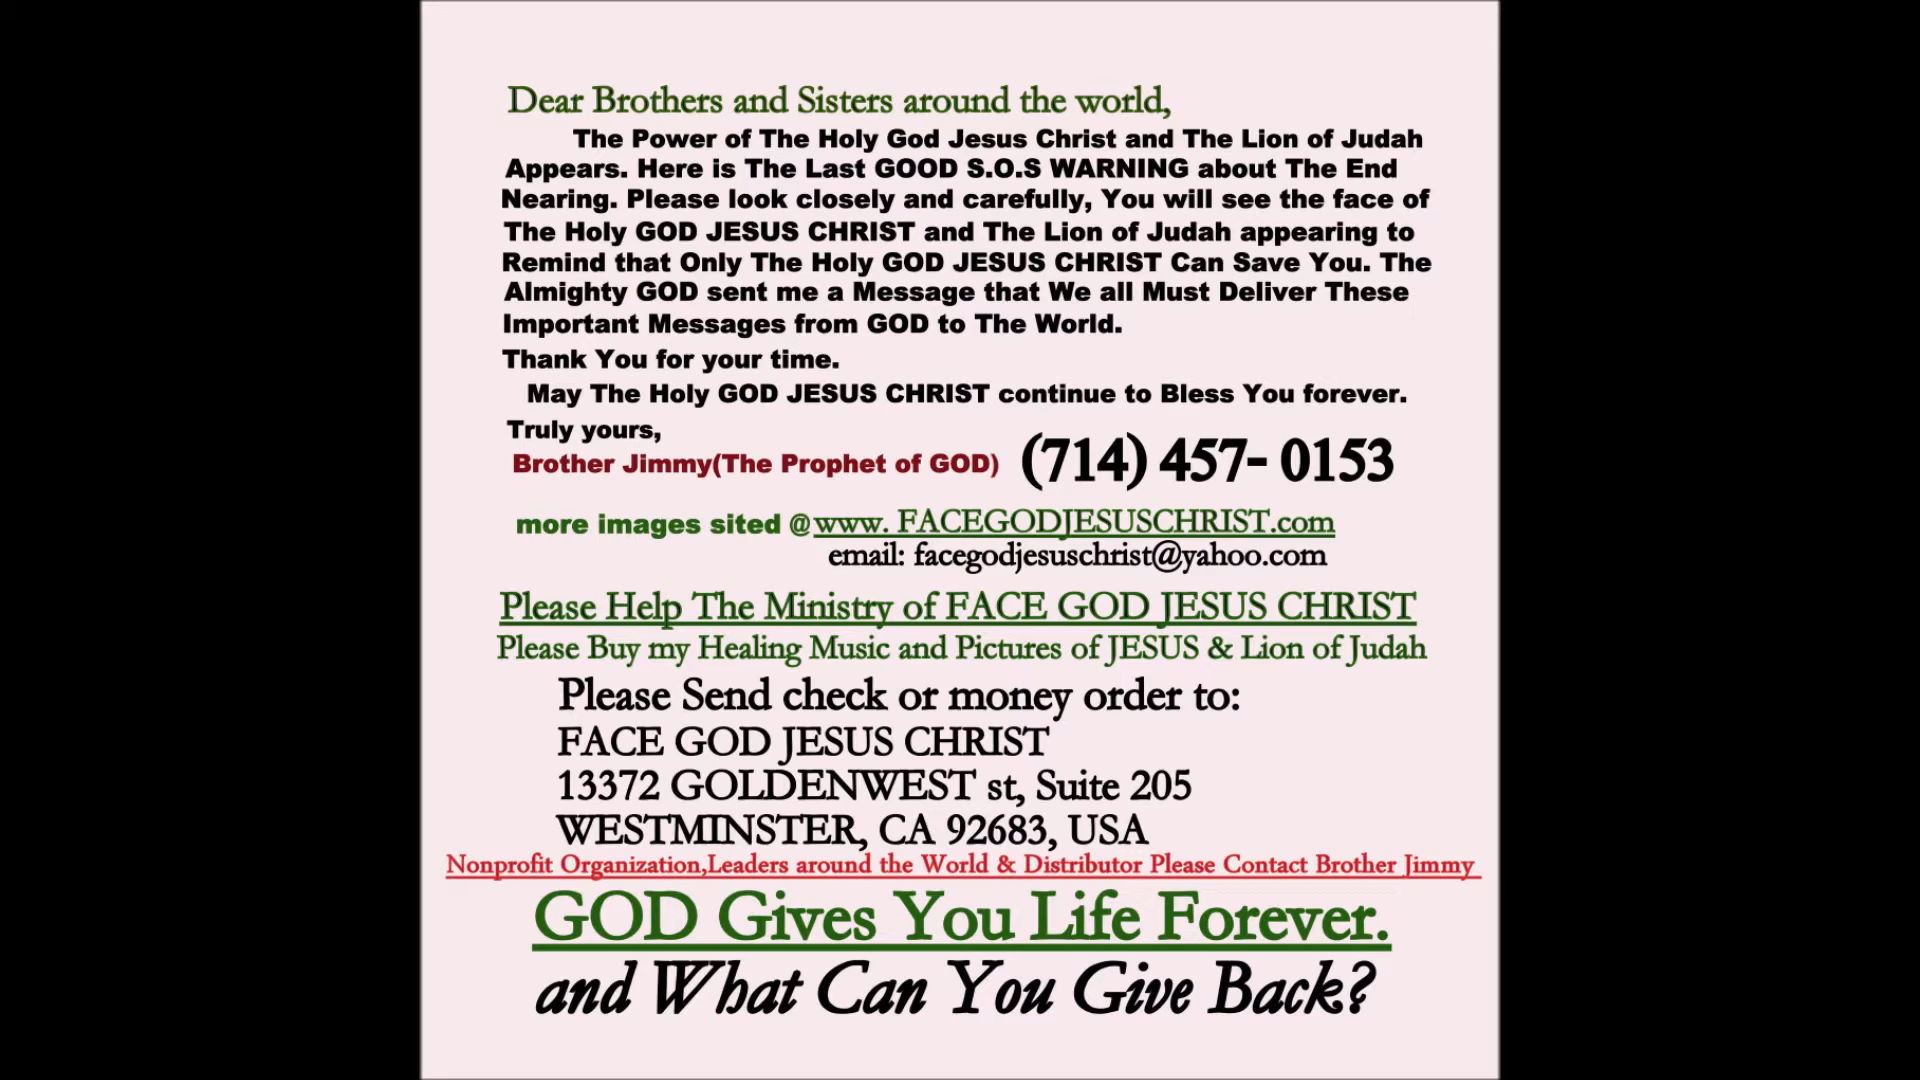 Dear Brothers and Sisters around the world,
The Power of The Holy God Jesus Christ and The Lion of Judah
Appears. Here is The Last GOOD S.O.S WARNING about The End
Nearing. Please look closely and carefully, You will see the face of
The Holy GOD JESUS CHRIST and The Lion of Judah appearing to
Remind that Only The Holy GOD JESUS CHRIST Can Save You. The
Almighty GOD sent me a Message that We all Must Deliver These
Important Messages from GOD to The World.
Thank You for your time.
May The Holy GOD JESUS CHRIST continue to Bless You forever.
Truly yours,
Brother Jimmy(The Prophet of GOD) (714) 457- 0153
more images sited @www. FACEGODJESUSCHRIST.com
email: facegodjesuschrist@yahoo.com
Please Help The Ministry of FACE GOD JESUS CHRIST
Please Buy my Healing Music and Pictures of JESUS & Lion of Judah
Please Send check or money order to:
FACE GOD JESUS CHRIST
13372 GOLDENWEST st, Suite 205
WESTMINSTER, CA 92683, USA
Nonprofit Organization,Leaders around the World & Distributor Please Contact Brother Jimmy
GOD Gives You Life Forever.
and What Can You Give Back?